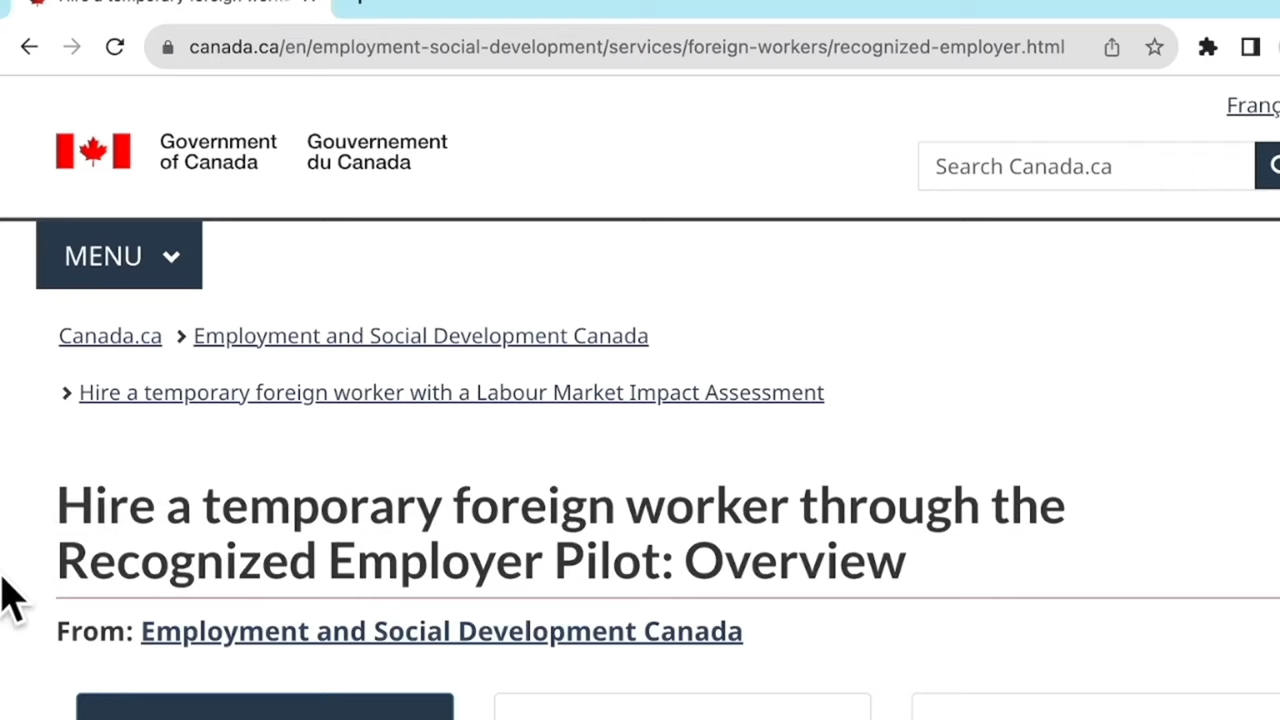 canada.ca/en/employment-social-development/services/foreign-workers/recognized-employer.html
Franç
Government Gouvernement
of Canada du Canada
Search Canada.ca
MENU
Canada.ca > Employment and Social Development Canada
> Hire a temporary foreign worker with a Labour Market Impact Assessment
Hire a temporary foreign worker through the
Recognized Employer Pilot: Overview
From: Employment and Social Development Canada